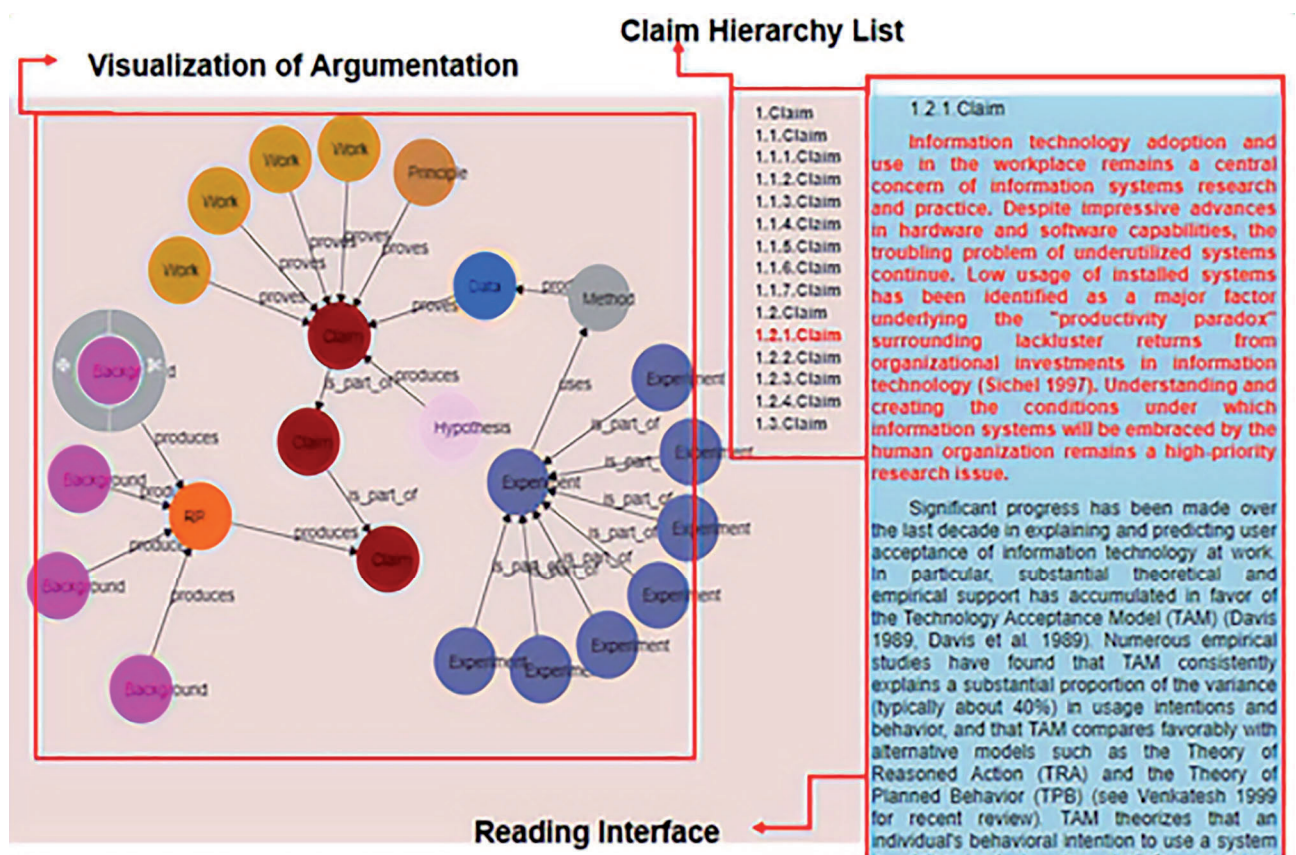 Claim Hierarchy List
Visualization of Argumentation
Work
Work
Work
Work
Principle
proves
proves
proves
proves
proves
proves
Data
Method
Claim
Background
is_part_of
produces
uses
Hypothesis
Claim
produces
Background
RP
is_part_of
produces
Claim
Background
produces
Background
Experiment
Experiment
is_part_of
Experiment
Experiment
is_part_of
Experiment
is_part_of
Experiment
Experiment
Experiment
Experiment
1.Claim
1.1.Claim
1.1.1.Claim
1.1.2.Claim
1.1.3.Claim
1.1.4.Claim
1.1.5.Claim
1.1.6.Claim
1.1.7.Claim
1.2.Claim
1.2.1.Claim
1.2.2.Claim
1.2.3.Claim
1.2.4.Claim
1.3.Claim
1.2.1.Claim
Information technology adoption and
use in the workplace remains a central
concern of information systems research
and practice. Despite impressive advances
in hardware and software capabilities, the
troubling problem of underutilized systems
continue. Low usage of installed systems
has been identified as a major factor
underlying the "productivity paradox"
surrounding lackluster returns from
organizational investments in information
technology (Sichel 1997). Understanding and
creating the conditions under which
information systems will be embraced by the
human organization remains a high-priority
research issue.
Significant progress has been made over
the last decade in explaining and predicting user
acceptance of information technology at work.
In particular, substantial theoretical and
empirical support has accumulated in favor of
the Technology Acceptance Model (TAM) (Davis
1989, Davis et al. 1989). Numerous empirical
studies have found that TAM consistently
explains a substantial proportion of the variance
(typically about 40%) in usage intentions and
behavior, and that TAM compares favorably with
alternative models such as the Theory of
Reasoned Action (TRA) and the Theory of
Planned Behavior (TPB) (see Venkatesh 1999
for recent review). TAM theorizes that an
individual's behavioral intention to use a system
Reading Interface